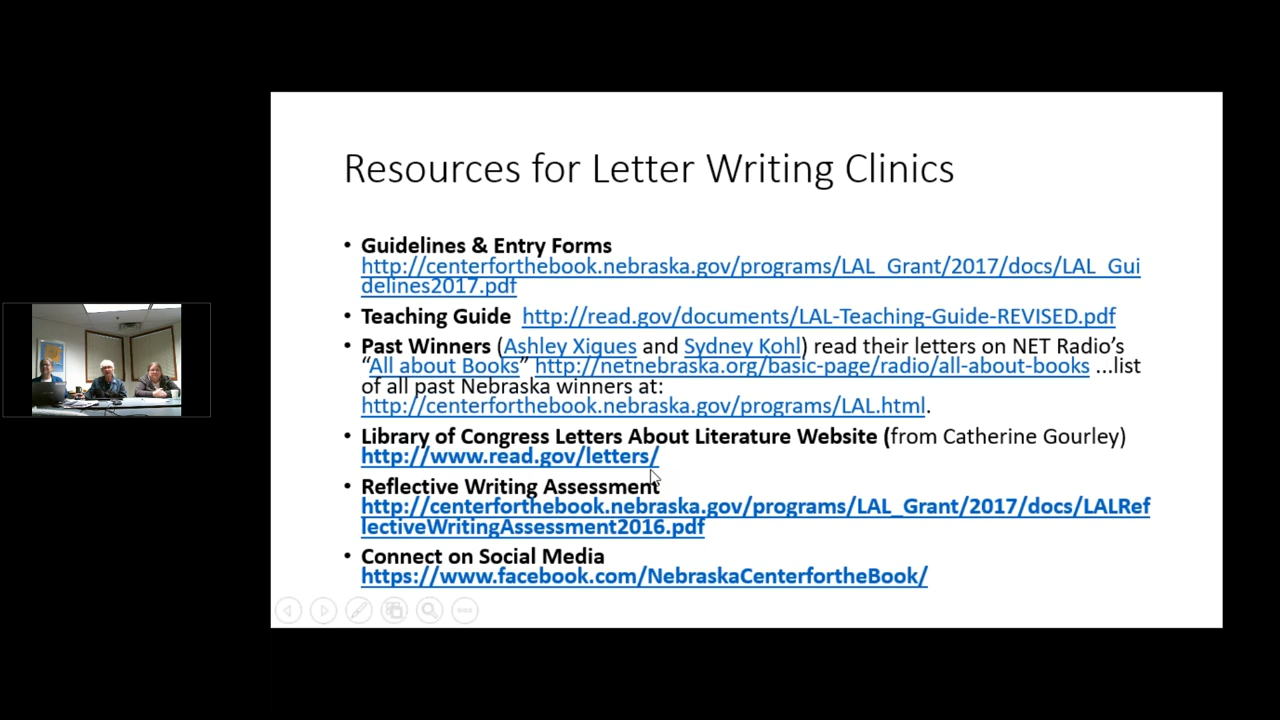 Resources for Letter Writing Clinics
• Guidelines & Entry Forms
http://centerforthebook.nebraska.gov/programs/LAL_Grant/2017/docs/LAL_Gui
delines2017.pdf
• Teaching Guide http://read.gov/documents/LAL-Teaching-Guide-REVISED.pdf
• Past Winners (Ashley Xiques and Sydney Kohl) read their letters on NET Radio's
“All about Books” http://netnebraska.org/basic-page/radio/all-about-books ...list
of all past Nebraska winners at:
http://centerforthebook.nebraska.gov/programs/LAL.html.
• Library of Congress Letters About Literature Website (from Catherine Gourley)
http://www.read.gov/letters/
• Reflective Writing Assessment
http://centerforthebook.nebraska.gov/programs/LAL_Grant/2017/docs/LALRef
lectiveWritingAssessment2016.pdf
• Connect on Social Media
https://www.facebook.com/NebraskaCenterfortheBook/